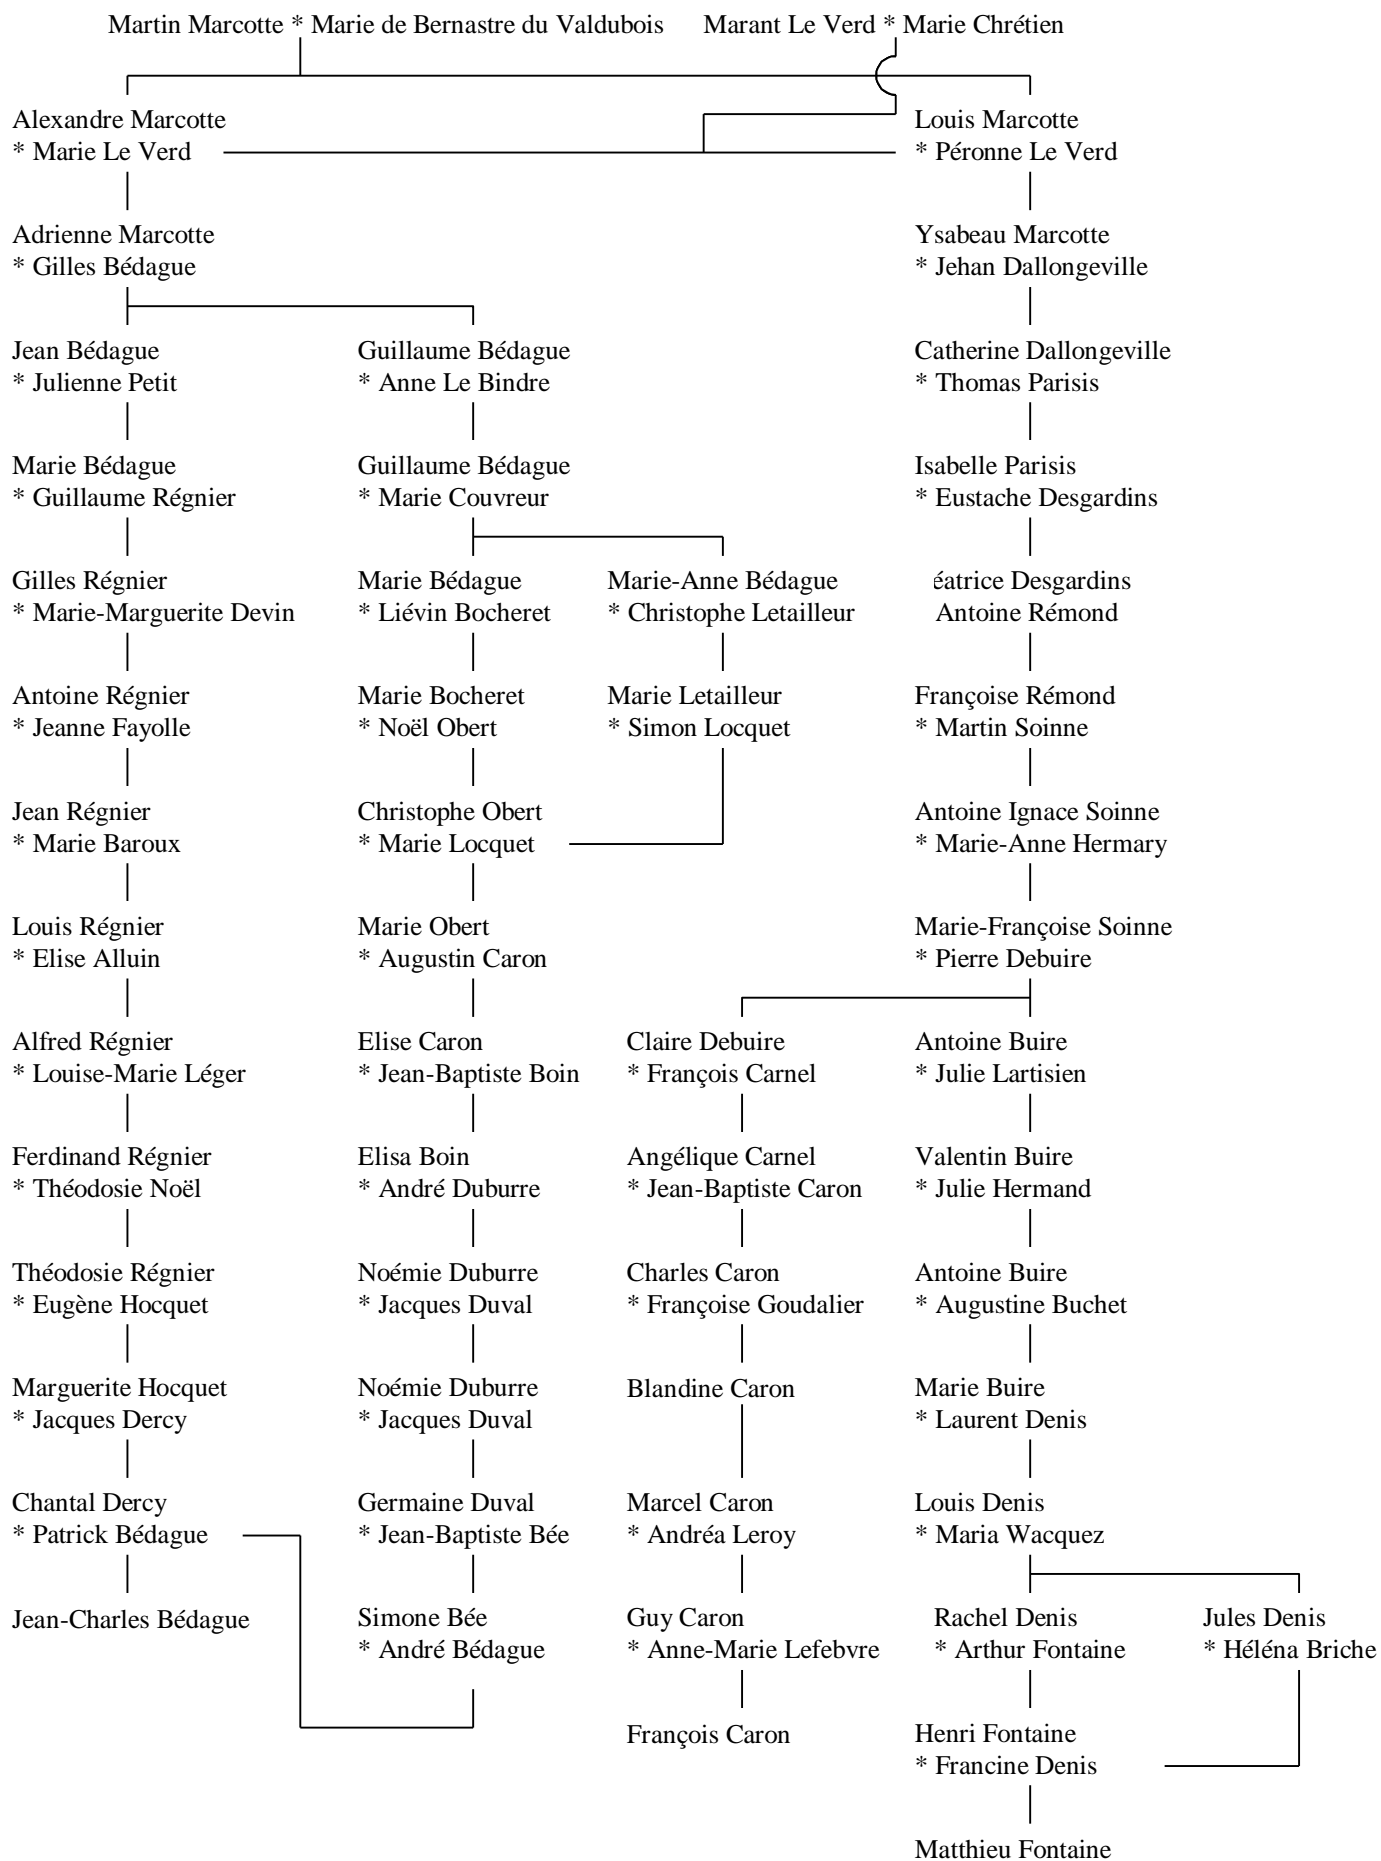 Martin Marcotte * Marie de Bernastre du Valdubois
Marant Le Verd * Marie Chrétien
Alexandre Marcotte
* Marie Le Verd
Louis Marcotte
* Péronne Le Verd
Adrienne Marcotte
* Gilles Bédague
Ysabeau Marcotte
* Jehan Dallongeville
Jean Bédague
* Julienne Petit
Guillaume Bédague
* Anne Le Bindre
Catherine Dallongeville
* Thomas Parisis
Marie Bédague
* Guillaume Régnier
Guillaume Bédague
* Marie Couvreur
Isabelle Parisis
* Eustache Desgardins
Gilles Régnier
* Marie-Marguerite Devin
Marie Bédague
* Liévin Bocheret
Marie-Anne Bédague
* Christophe Letailleur
éatrice Desgardins
Antoine Rémond
Antoine Régnier
* Jeanne Fayolle
Marie Bocheret
* Noël Obert
Marie Letailleur
* Simon Locquet
Françoise Rémond
* Martin Soinne
Jean Régnier
* Marie Baroux
Christophe Obert
* Marie Locquet
Antoine Ignace Soinne
* Marie-Anne Hermary
Louis Régnier
* Elise Alluin
Marie Obert
* Augustin Caron
Marie-Françoise Soinne
* Pierre Debuire
Alfred Régnier
* Louise-Marie Léger
Elise Caron
* Jean-Baptiste Boin
Claire Debuire
* François Carnel
Antoine Buire
* Julie Lartisien
Ferdinand Régnier
* Théodosie Noël
Elisa Boin
* André Duburre
Angélique Carnel
* Jean-Baptiste Caron
Valentin Buire
* Julie Hermand
Théodosie Régnier
* Eugène Hocquet
Noémie Duburre
* Jacques Duval
Charles Caron
* Françoise Goudalier
Antoine Buire
* Augustine Buchet
Marguerite Hocquet
* Jacques Dercy
Noémie Duburre
* Jacques Duval
Blandine Caron
Marie Buire
* Laurent Denis
Chantal Dercy
* Patrick Bédague
Germaine Duval
* Jean-Baptiste Bée
Marcel Caron
* Andréa Leroy
Louis Denis
* Maria Wacquez
Jean-Charles Bédague
Simone Bée
* André Bédague
Guy Caron
* Anne-Marie Lefebvre
Rachel Denis
* Arthur Fontaine
Jules Denis
* Héléna Briche
François Caron
Henri Fontaine
* Francine Denis
Matthieu Fontaine